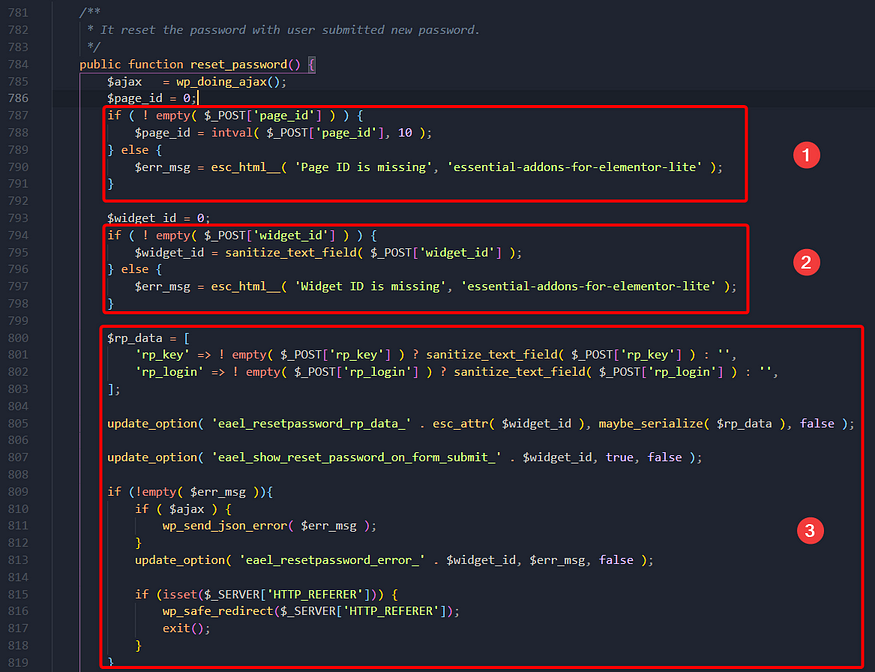 781 /**
782 * It reset the password with user submitted new password.
783 */
784 public function reset_password() {
785 $ajax   = wp_doing_ajax();
786 $page_id = 0;
787 if ( ! empty( $_POST['page_id'] ) ) {
788 $page_id = intval( $_POST['page_id'], 10 );
789 } else {
790 $err_msg = esc_html__( 'Page ID is missing', 'essential-addons-for-elementor-lite' );
791 }
1
792
793 $widget_id = 0;
794 if ( ! empty( $_POST['widget_id'] ) ) {
795 $widget_id = sanitize_text_field( $_POST['widget_id'] );
796 } else {
797 $err_msg = esc_html__( 'Widget ID is missing', 'essential-addons-for-elementor-lite' );
798 }
2
799
800 $rp_data = [
801 'rp_key' => ! empty( $_POST['rp_key'] ) ? sanitize_text_field( $_POST['rp_key'] ) : '',
802 'rp_login' => ! empty( $_POST['rp_login'] ) ? sanitize_text_field( $_POST['rp_login'] ) : '',
803 ];
804
805 update_option( 'eael_resetpassword_rp_data_' . esc_attr( $widget_id ), maybe_serialize( $rp_data ), false );
806
807 update_option( 'eael_show_reset_password_on_form_submit_' . $widget_id, true, false );
808
809 if (!empty( $err_msg )){
810 if ( $ajax ) {
811 wp_send_json_error( $err_msg );
812 }
813 update_option( 'eael_resetpassword_error_' . $widget_id, $err_msg, false );
814
815 if (isset($_SERVER['HTTP_REFERER'])) {
816 wp_safe_redirect($_SERVER['HTTP_REFERER']);
817 exit();
818 }
819 }
3